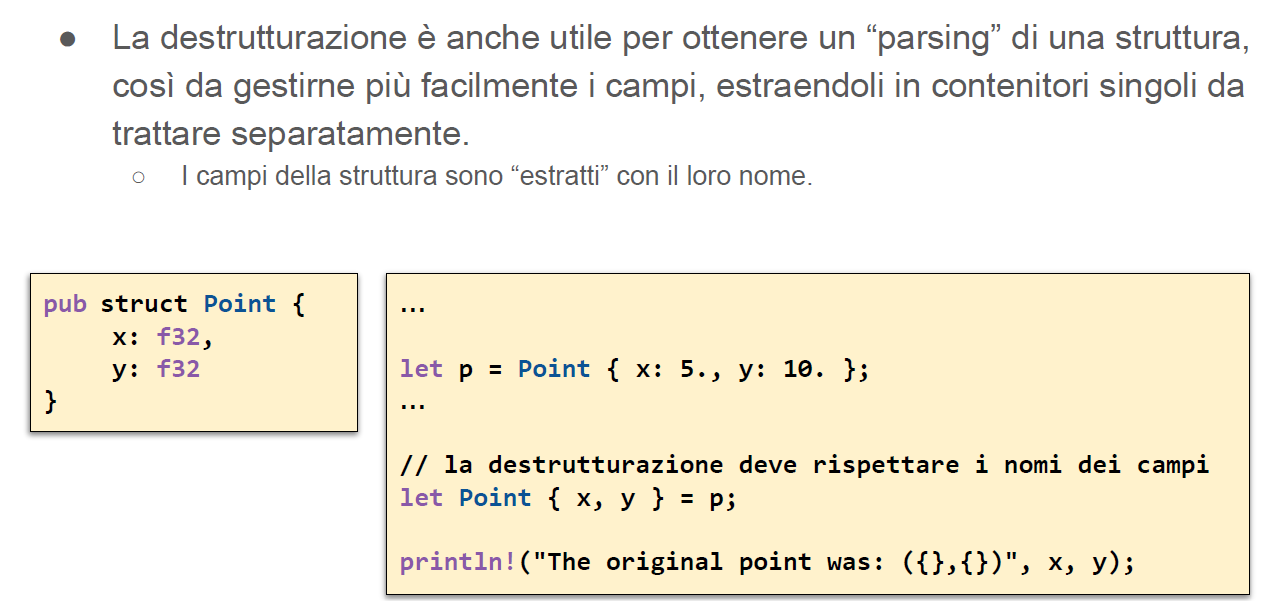 ● La destrutturazione è anche utile per ottenere un “parsing” di una struttura,
così da gestirne più facilmente i campi, estraendoli in contenitori singoli da
trattare separatamente.
○ I campi della struttura sono “estratti” con il loro nome.
pub struct Point {
x: f32,
y: f32
}
...
let p = Point { x: 5., y: 10. };
...
// la destrutturazione deve rispettare i nomi dei campi
let Point { x, y } = p;
println!("The original point was: ({},{})", x, y);